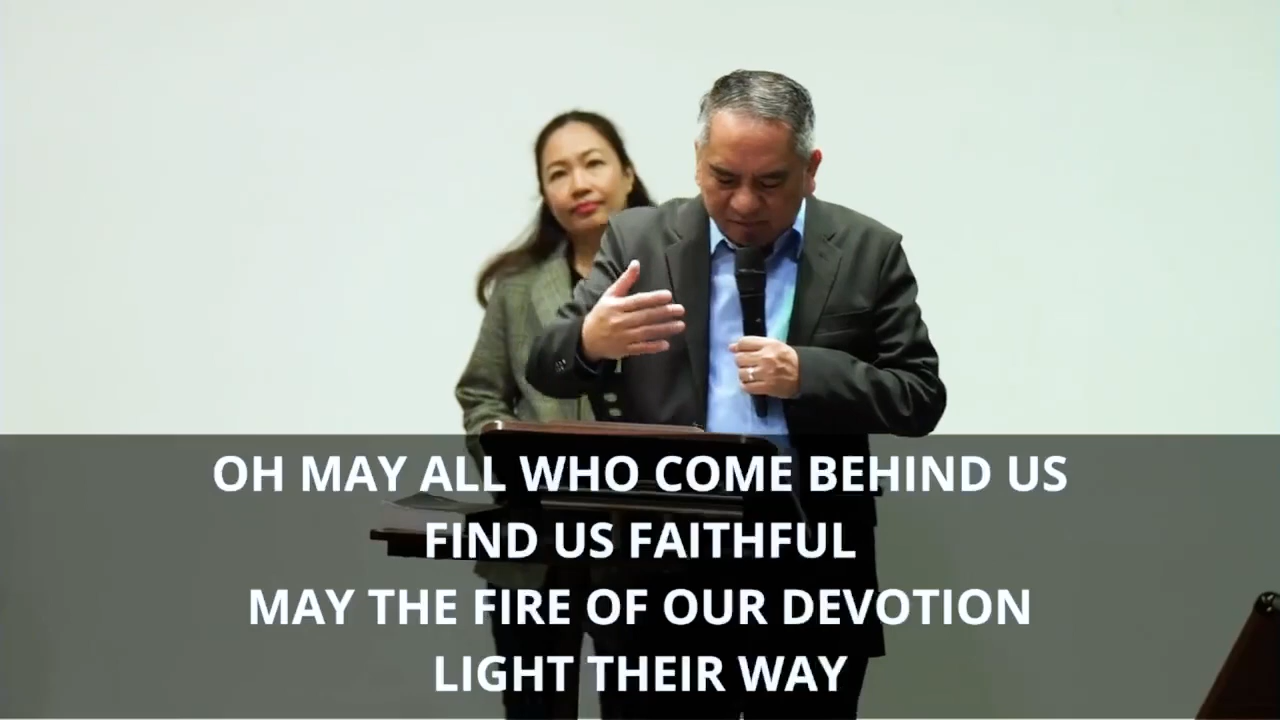 OH MAY ALL WHO COME BEHIND US
FIND US FAITHFUL
MAY THE FIRE OF OUR DEVOTION
LIGHT THEIR WAY